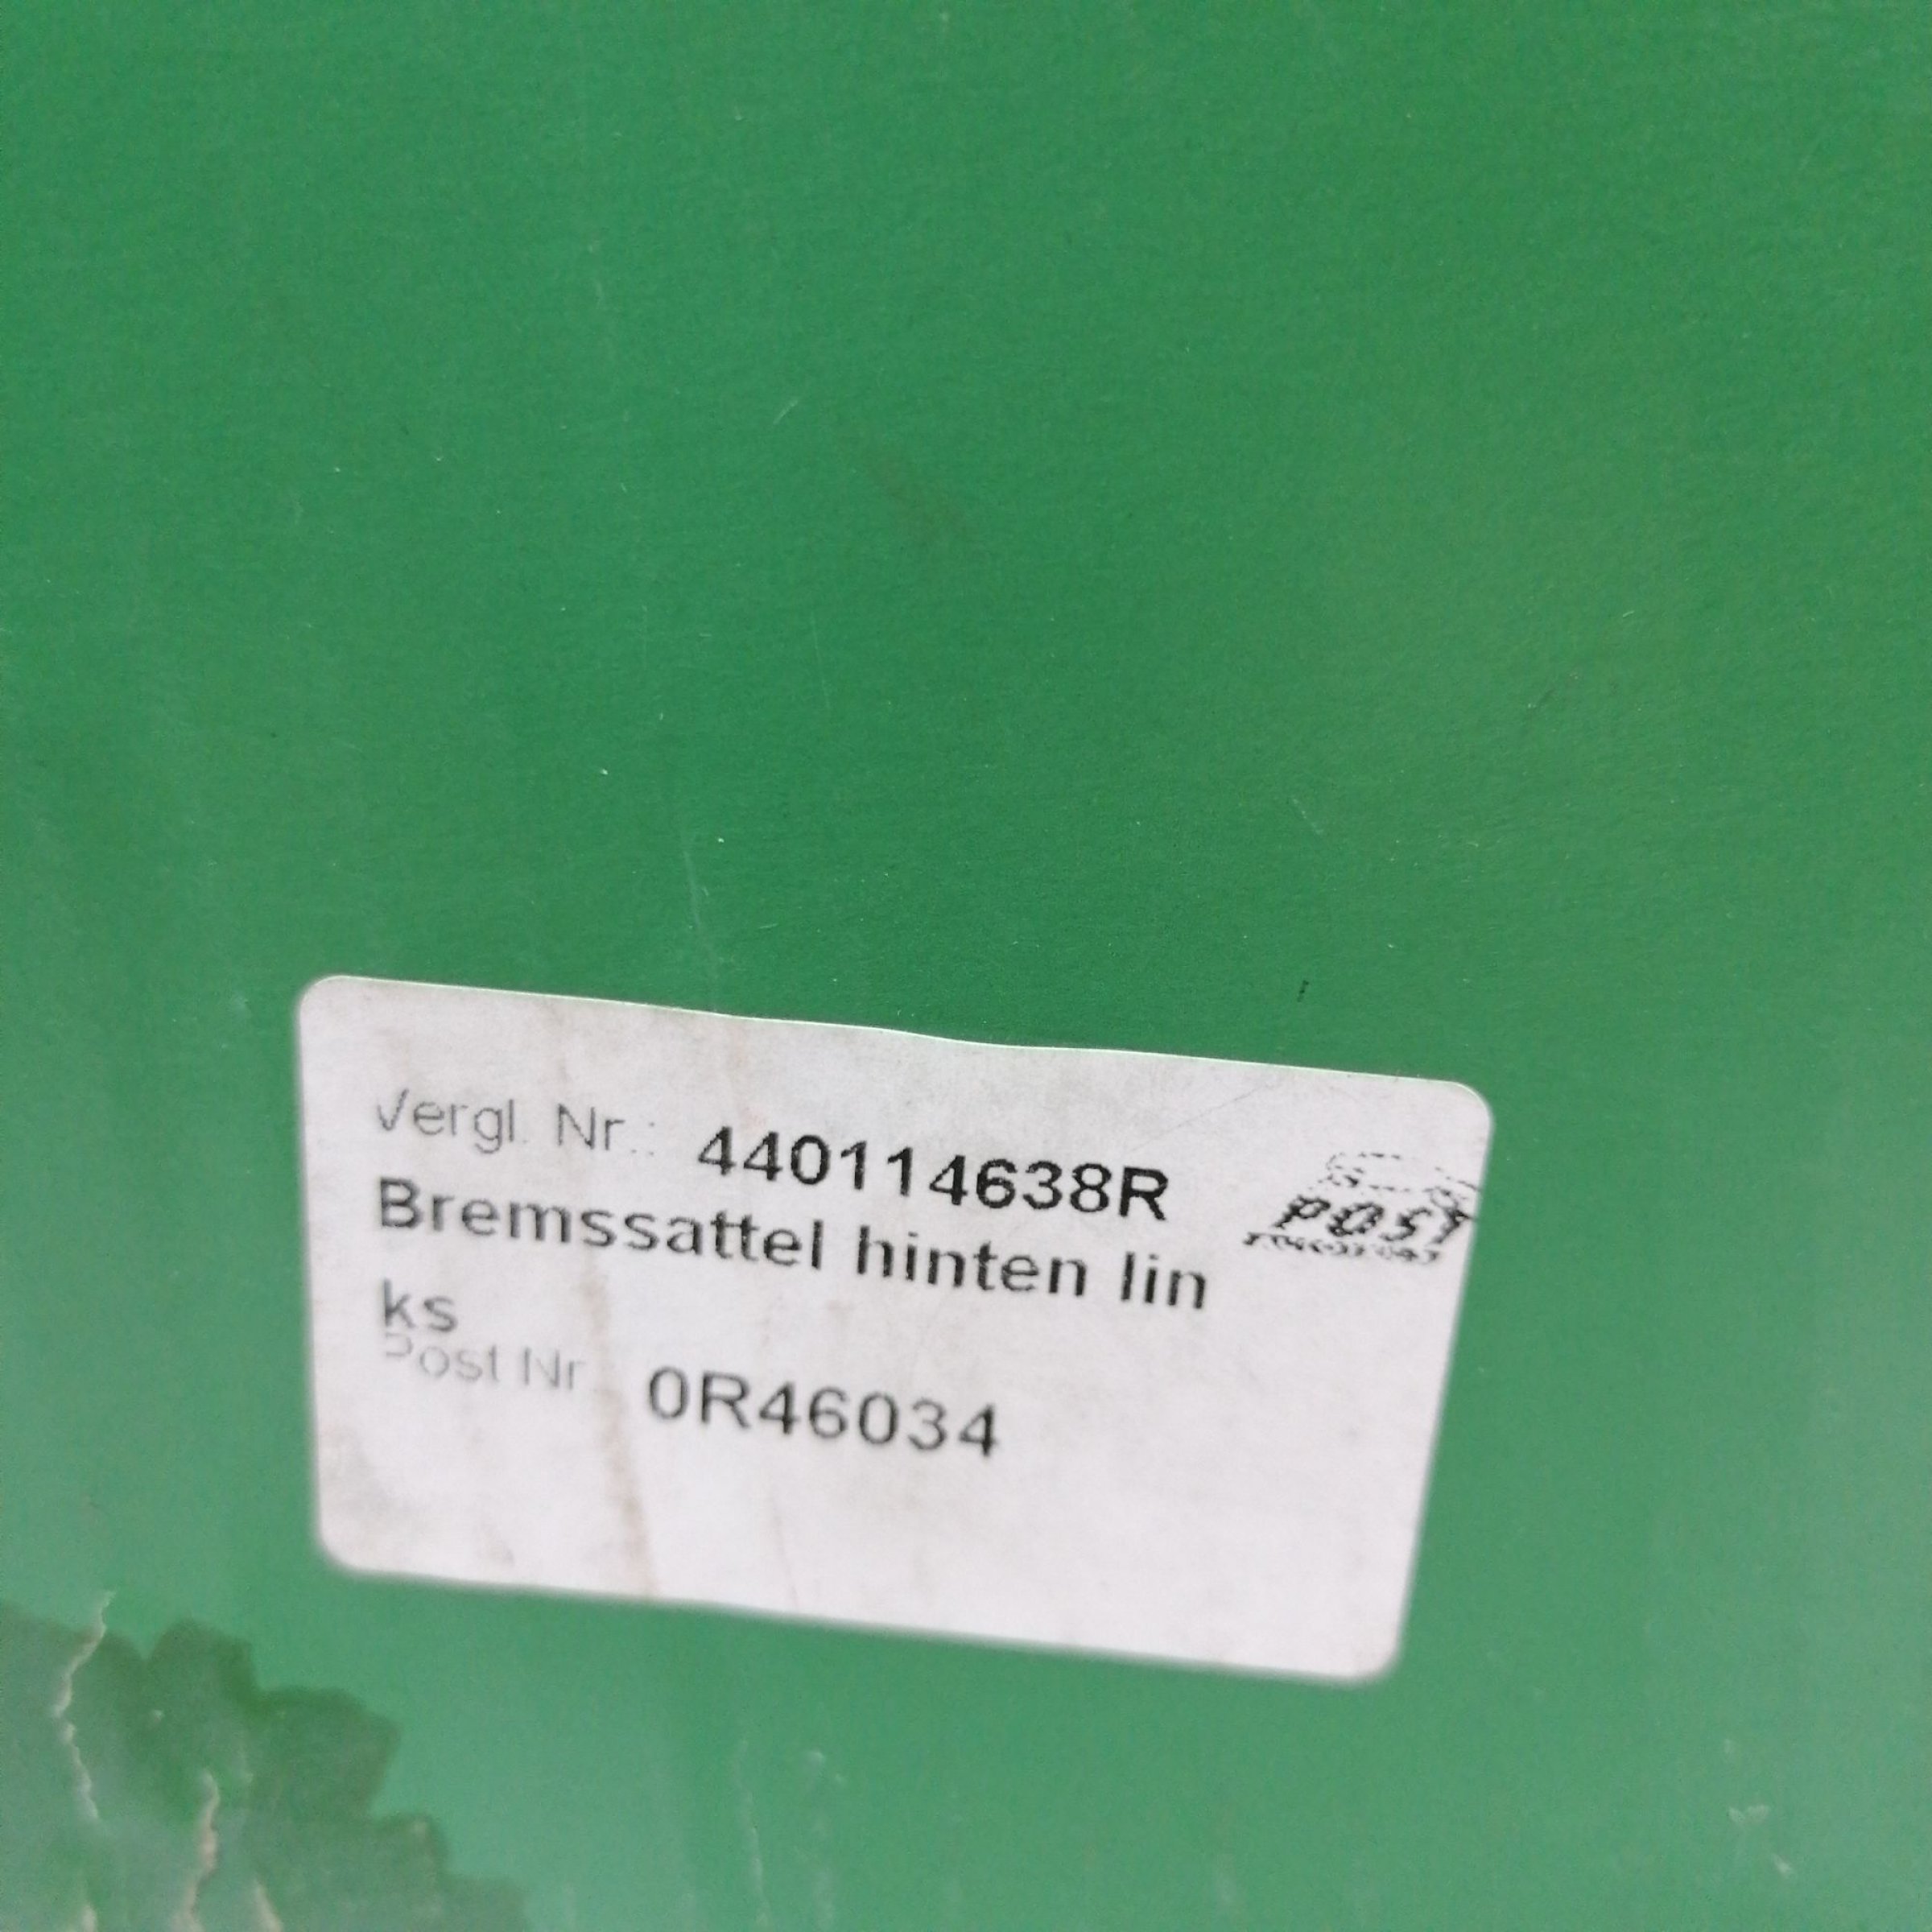 Vergl. Nr.: 440114638R
POST
Bremssattel hinten lin
ks
Post Nr. 0R46034